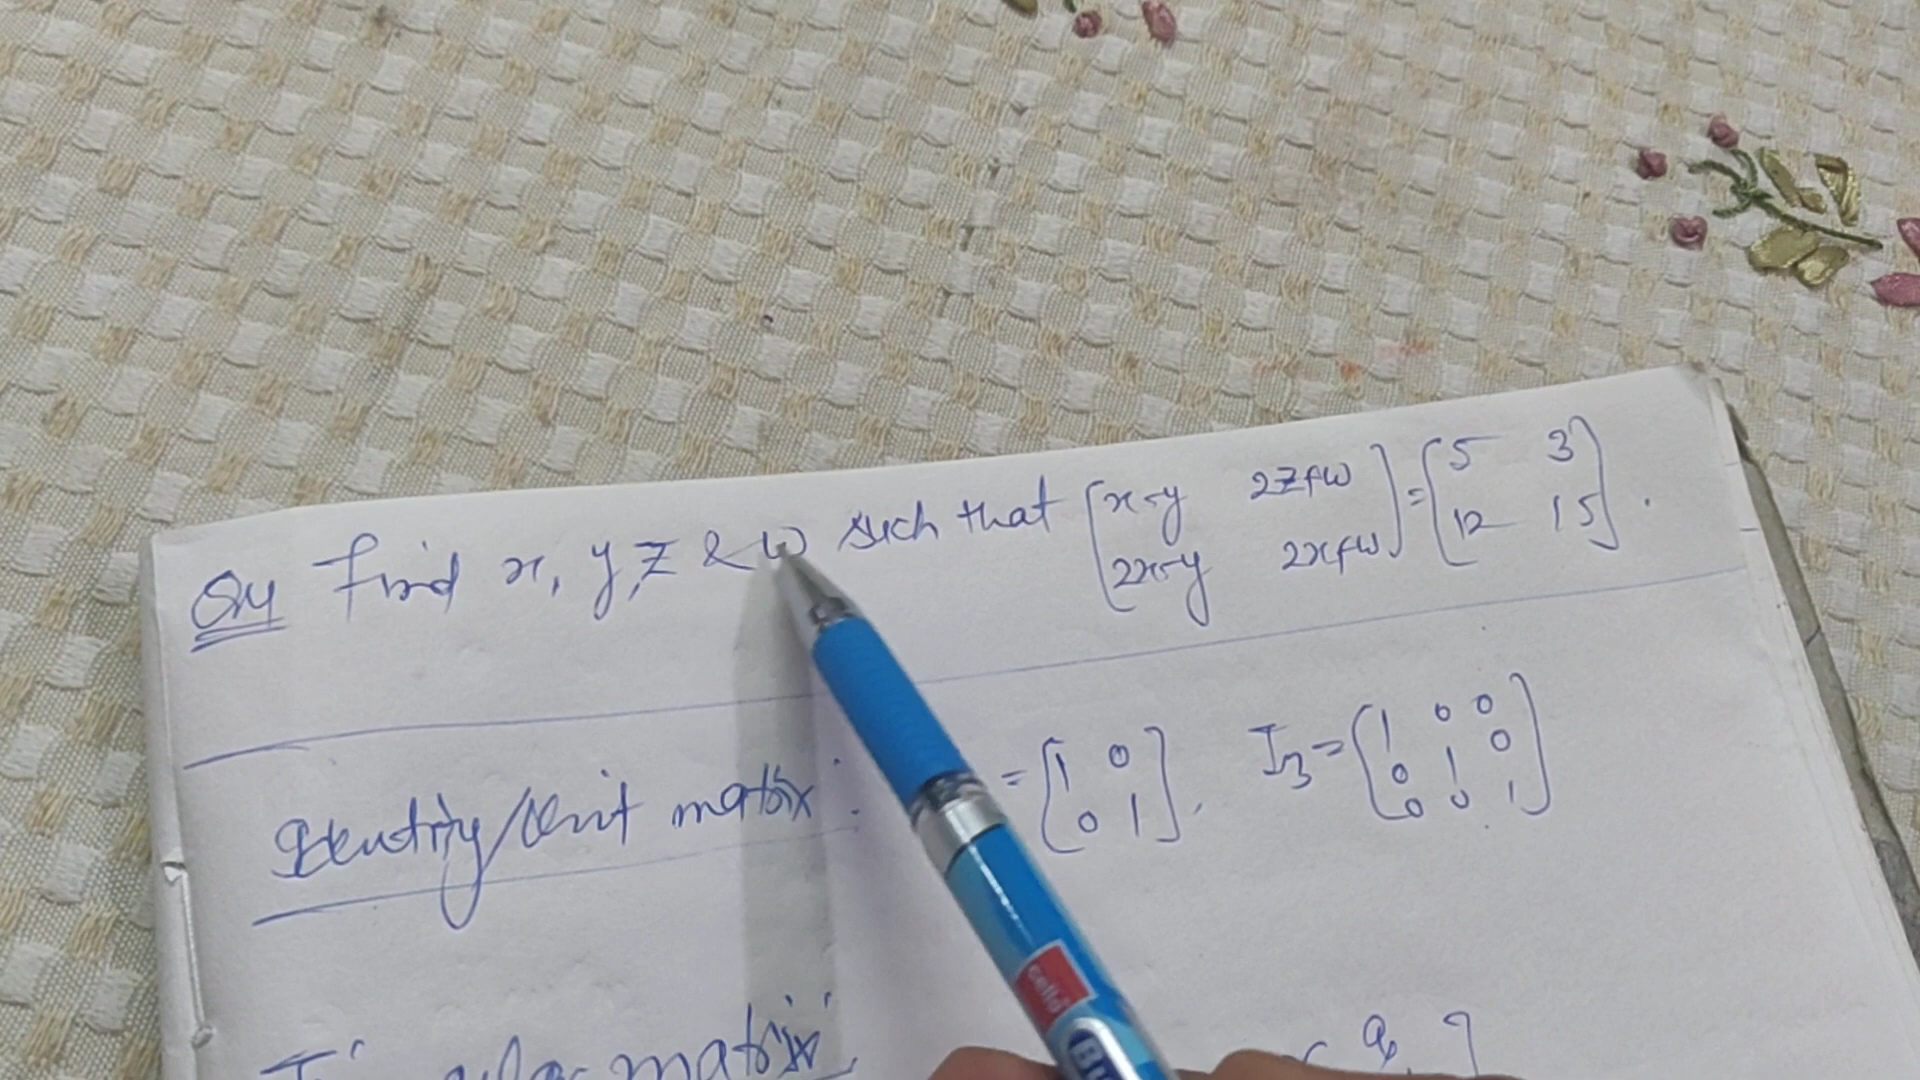 Q4 Find x, y, z & w such that [x-y 2z+w] = [5 3] .
[2x-y 2x+w] [12 15]
Identity/Unit matrix : = [1 0], I3 = [1 0 0]
[0 1] [0 1 0]
[0 0 1]
matrix
cello